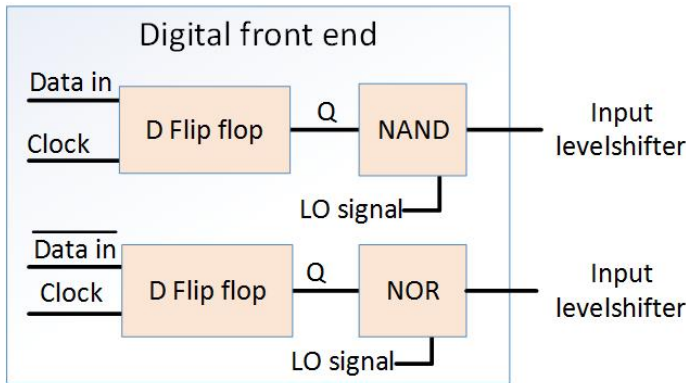 Digital front end
Data in
Clock
D Flip flop
Q
NAND
LO signal
Input
levelshifter
Data in
Clock
D Flip flop
Q
NOR
LO signal
Input
levelshifter